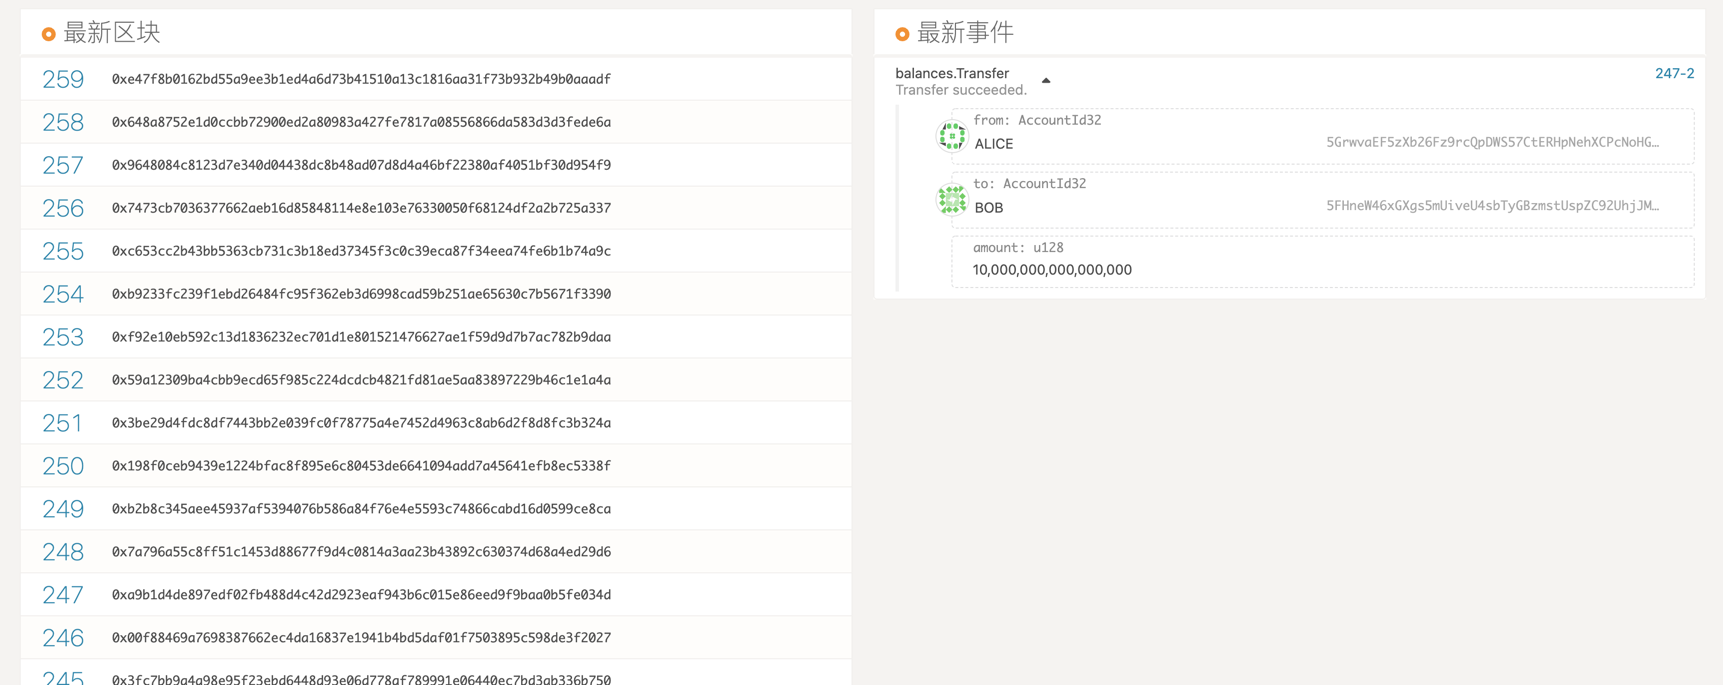 最新区块
259 0xe47f8b0162bd55a9ee3b1ed4a6d73b41510a13c1816aa31f73b932b49b0aaadf
258 0x648a8752e1d0ccbb72900ed2a80983a427fe7817a08556866da583d3d3fede6a
257 0x9648084c8123d7e340d04438dc8b48ad07d8d4a46bf22380af4051bf30d954f9
256 0x7473cb7036377662aeb16d85848114e8e103e76330050f68124df2a2b725a337
255 0xc653cc2b43bb5363cb731c3b18ed37345f3c0c39eca87f34eea74fe6b1b74a9c
254 0xb9233fc239f1ebd26484fc95f362eb3d6998cad59b251ae65630c7b5671f3390
253 0xf92e10eb592c13d1836232ec701d1e801521476627ae1f59d9d7b7ac782b9daa
252 0x59a12309ba4cbb9ecd65f985c224dcdcb4821fd81ae5aa83897229b46c1e1a4a
251 0x3be29d4fdc8df7443bb2e039fc0f78775a4e7452d4963c8ab6d2f8d8fc3b324a
250 0x198f0ceb9439e1224bfac8f895e6c80453de6641094add7a45641efb8ec5338f
249 0xb2b8c345aee45937af5394076b586a84f76e4e5593c74866cabd16d0599ce8ca
248 0x7a796a55c8ff51c1453d88677f9d4c0814a3aa23b43892c630374d68a4ed29d6
247 0xa9b1d4de897edf02fb488d4c42d2923eaf943b6c015e86eed9f9baa0b5fe034d
246 0x00f88469a7698387662ec4da16837e1941b4bd5daf01f7503895c598de3f2027
245 0x3fc7bb9a4a98e95f23ebd6448d93e06d778af789991e06440ec7bd3ab336b750
最新事件
balances.Transfer 247-2
Transfer succeeded.
from: AccountId32
ALICE 5GrwvaEF5zXb26Fz9rcQpDWS57CtERHpNehXCPcNoHG…
to: AccountId32
BOB 5FHneW46xGXgs5mUiveU4sbTyGBzmstUspZC92UhjJM…
amount: u128
10,000,000,000,000,000